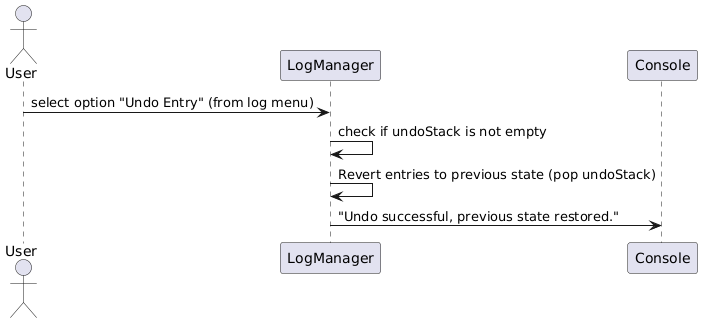 User
LogManager
Console
select option "Undo Entry" (from log menu)
check if undoStack is not empty
Revert entries to previous state (pop undoStack)
"Undo successful, previous state restored."
User
LogManager
Console